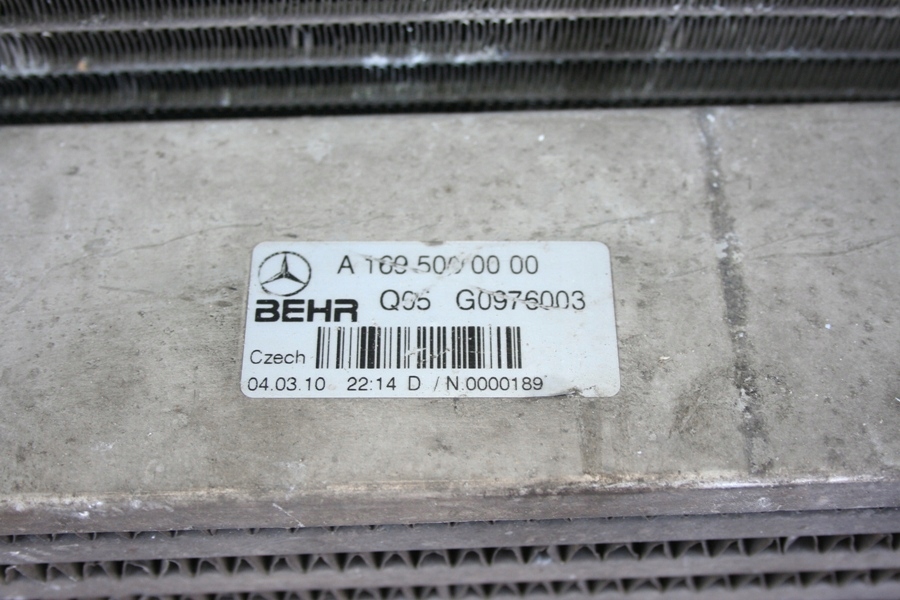 A 169 500 00 00
BEHR Q05 G0976003
Czech
04.03.10 22:14 D / N.0000189